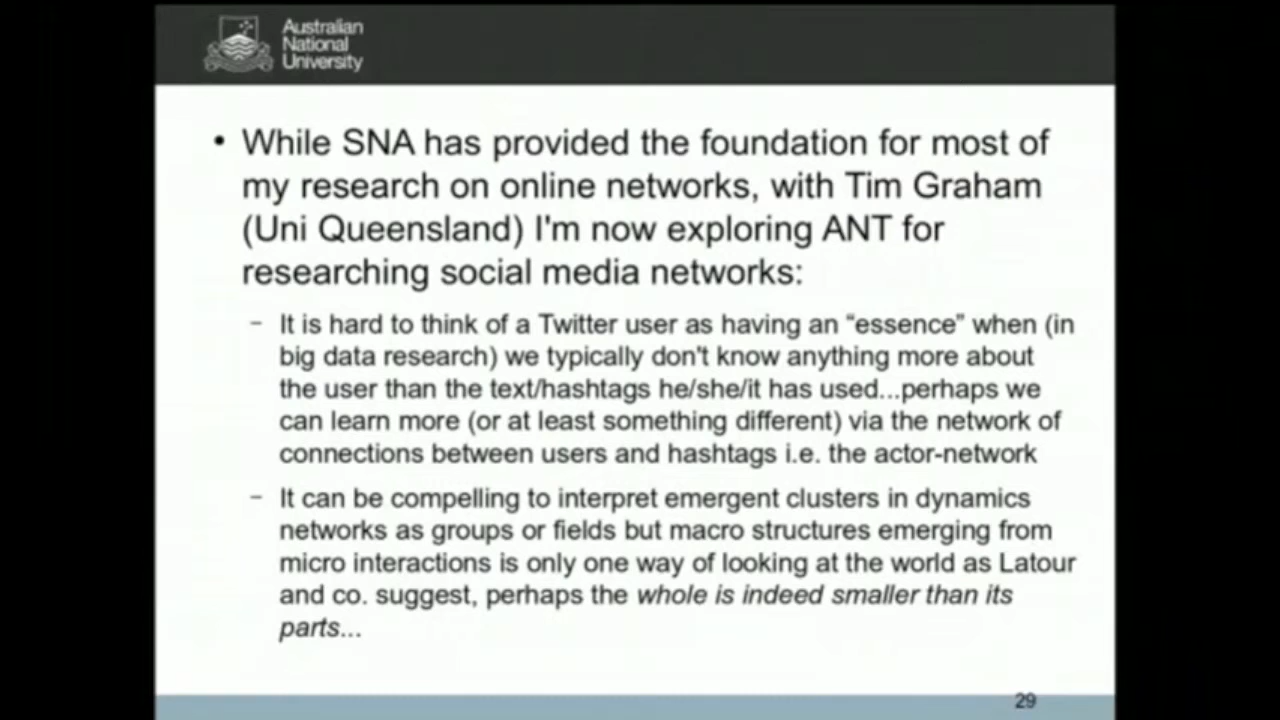 Australian
National
University
• While SNA has provided the foundation for most of
my research on online networks, with Tim Graham
(Uni Queensland) I'm now exploring ANT for
researching social media networks:
– It is hard to think of a Twitter user as having an “essence” when (in
big data research) we typically don't know anything more about
the user than the text/hashtags he/she/it has used...perhaps we
can learn more (or at least something different) via the network of
connections between users and hashtags i.e. the actor-network
– It can be compelling to interpret emergent clusters in dynamics
networks as groups or fields but macro structures emerging from
micro interactions is only one way of looking at the world as Latour
and co. suggest, perhaps the whole is indeed smaller than its
parts...
29